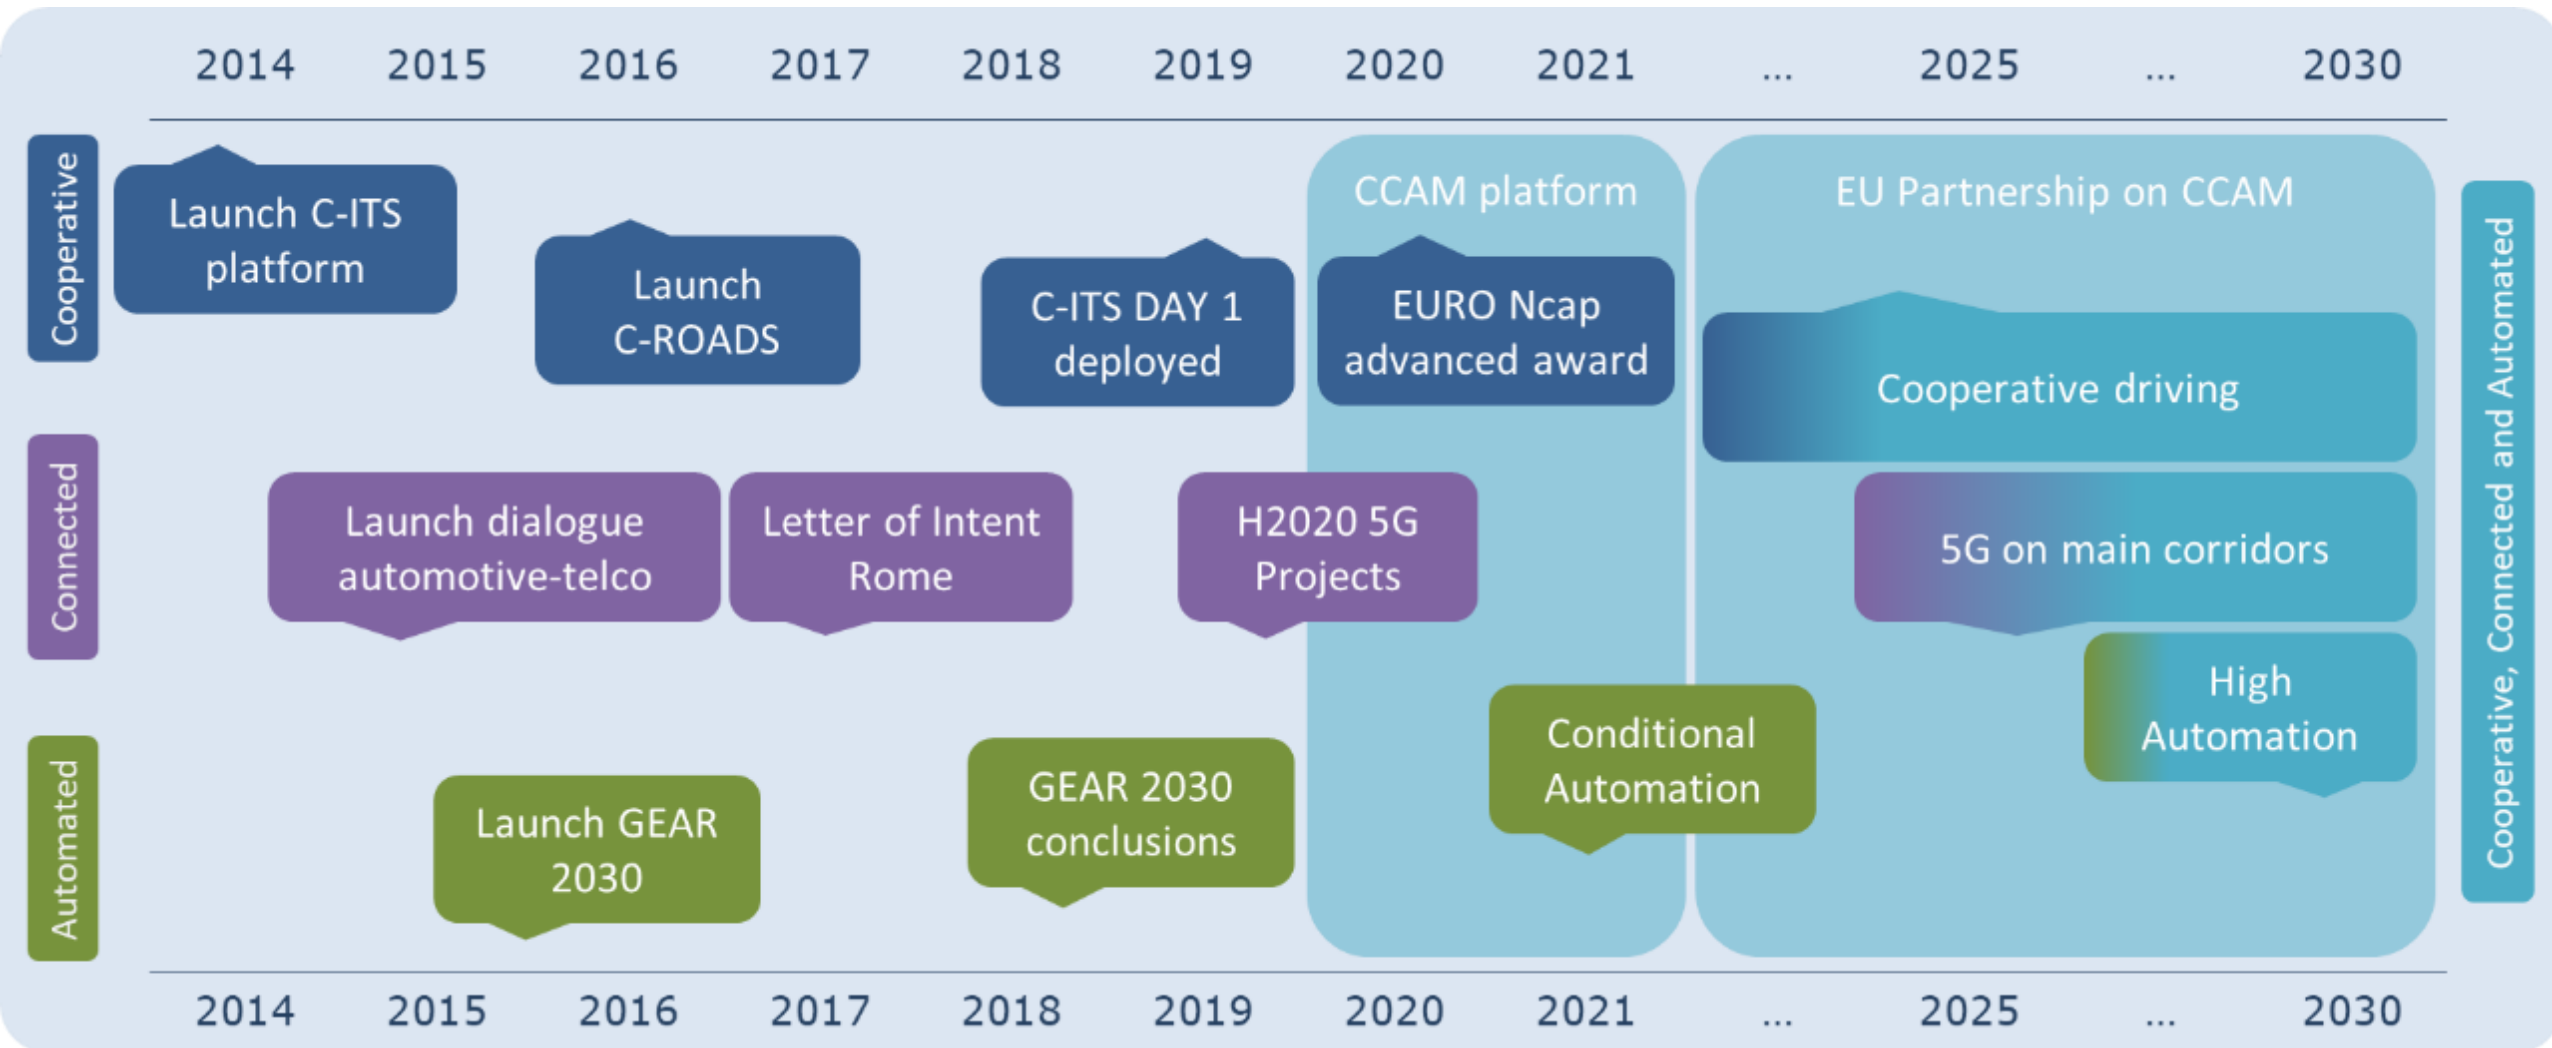 2014 2015 2016 2017 2018 2019 2020 2021 ... 2025 ... 2030
Cooperative
Launch C-ITS
platform
Launch
C-ROADS
C-ITS DAY 1
deployed
CCAM platform
EURO Ncap
advanced award
EU Partnership on CCAM
Cooperative driving
Connected
Launch dialogue
automotive-telco
Letter of Intent
Rome
H2020 5G
Projects
5G on main corridors
Automated
Launch GEAR
2030
GEAR 2030
conclusions
Conditional
Automation
High
Automation
Cooperative, Connected and Automated
2014 2015 2016 2017 2018 2019 2020 2021 ... 2025 ... 2030